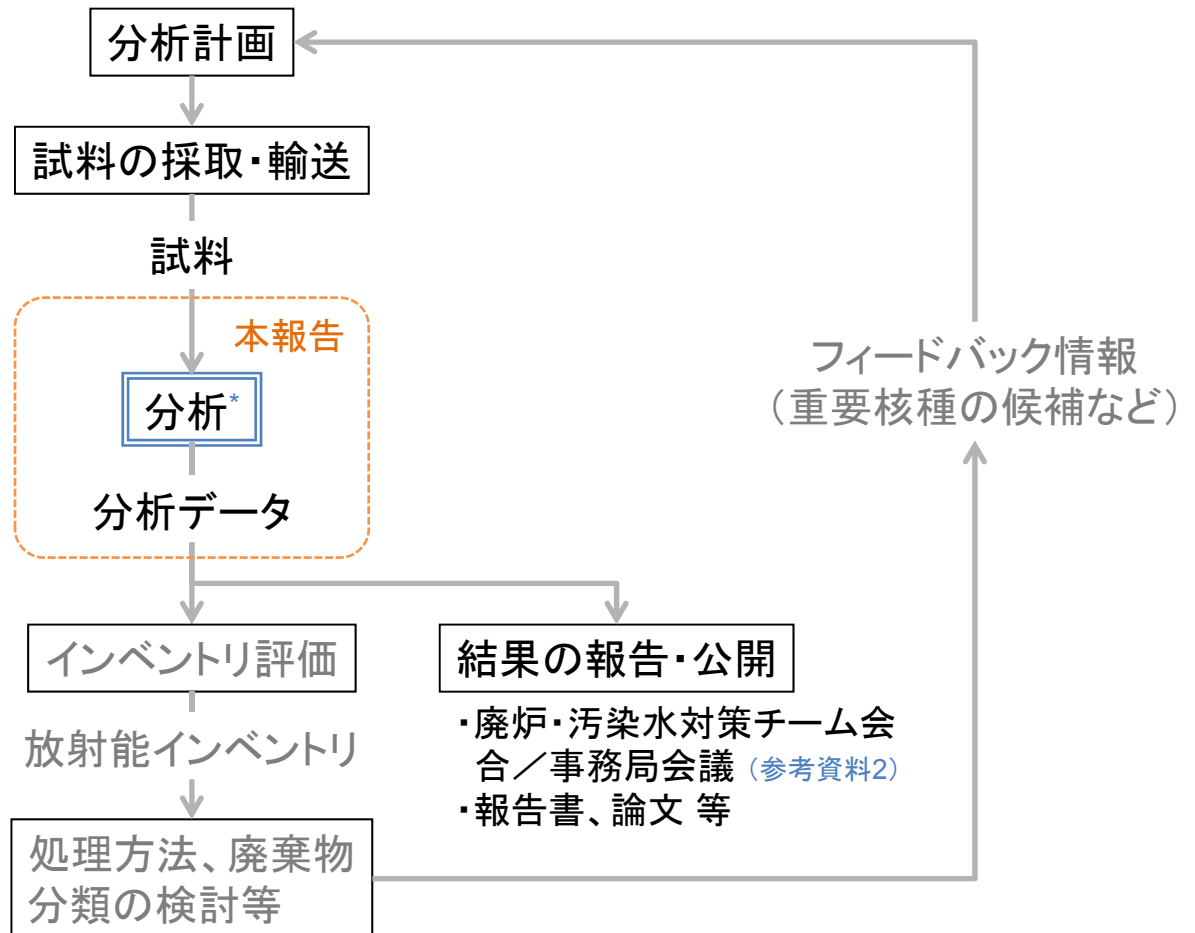 分析計画
試料の採取・輸送
試料
本報告
分析*
分析データ
フィードバック情報
（重要核種の候補など）
インベントリ評価
放射能インベントリ
処理方法、廃棄物
分類の検討等
結果の報告・公開
・廃炉・汚染水対策チーム会
合／事務局会議（参考資料2）
・報告書、論文 等